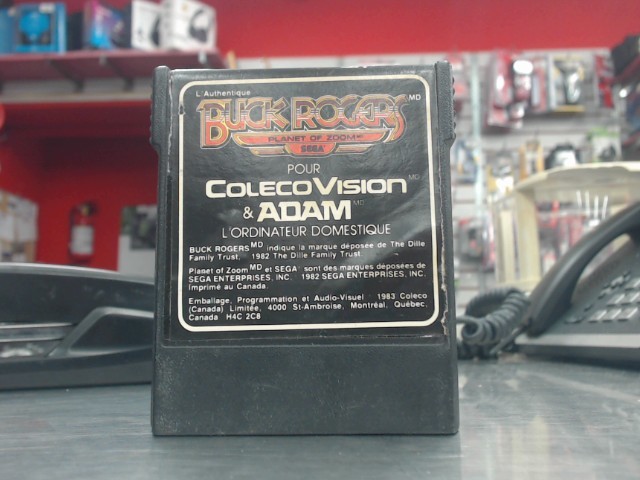 L'Authentique
BUCK ROGERS MD
PLANET OF ZOOM MD
SEGA
POUR
COLECOVISION MD
& ADAM MD
L'ORDINATEUR DOMESTIQUE
BUCK ROGERS MD indique la marque déposée de The Dille
Family Trust. 1982 The Dille Family Trust
Planet of Zoom MD et SEGA sont des marques déposées de
SEGA ENTERPRISES, INC. 1982 SEGA ENTERPRISES, INC.
Imprimé au Canada.
Emballage, Programmation et Audio-Visuel 1983 Coleco
(Canada) Limitée, 4000 St-Ambroise, Montréal, Québec.
Canada H4C 2C8